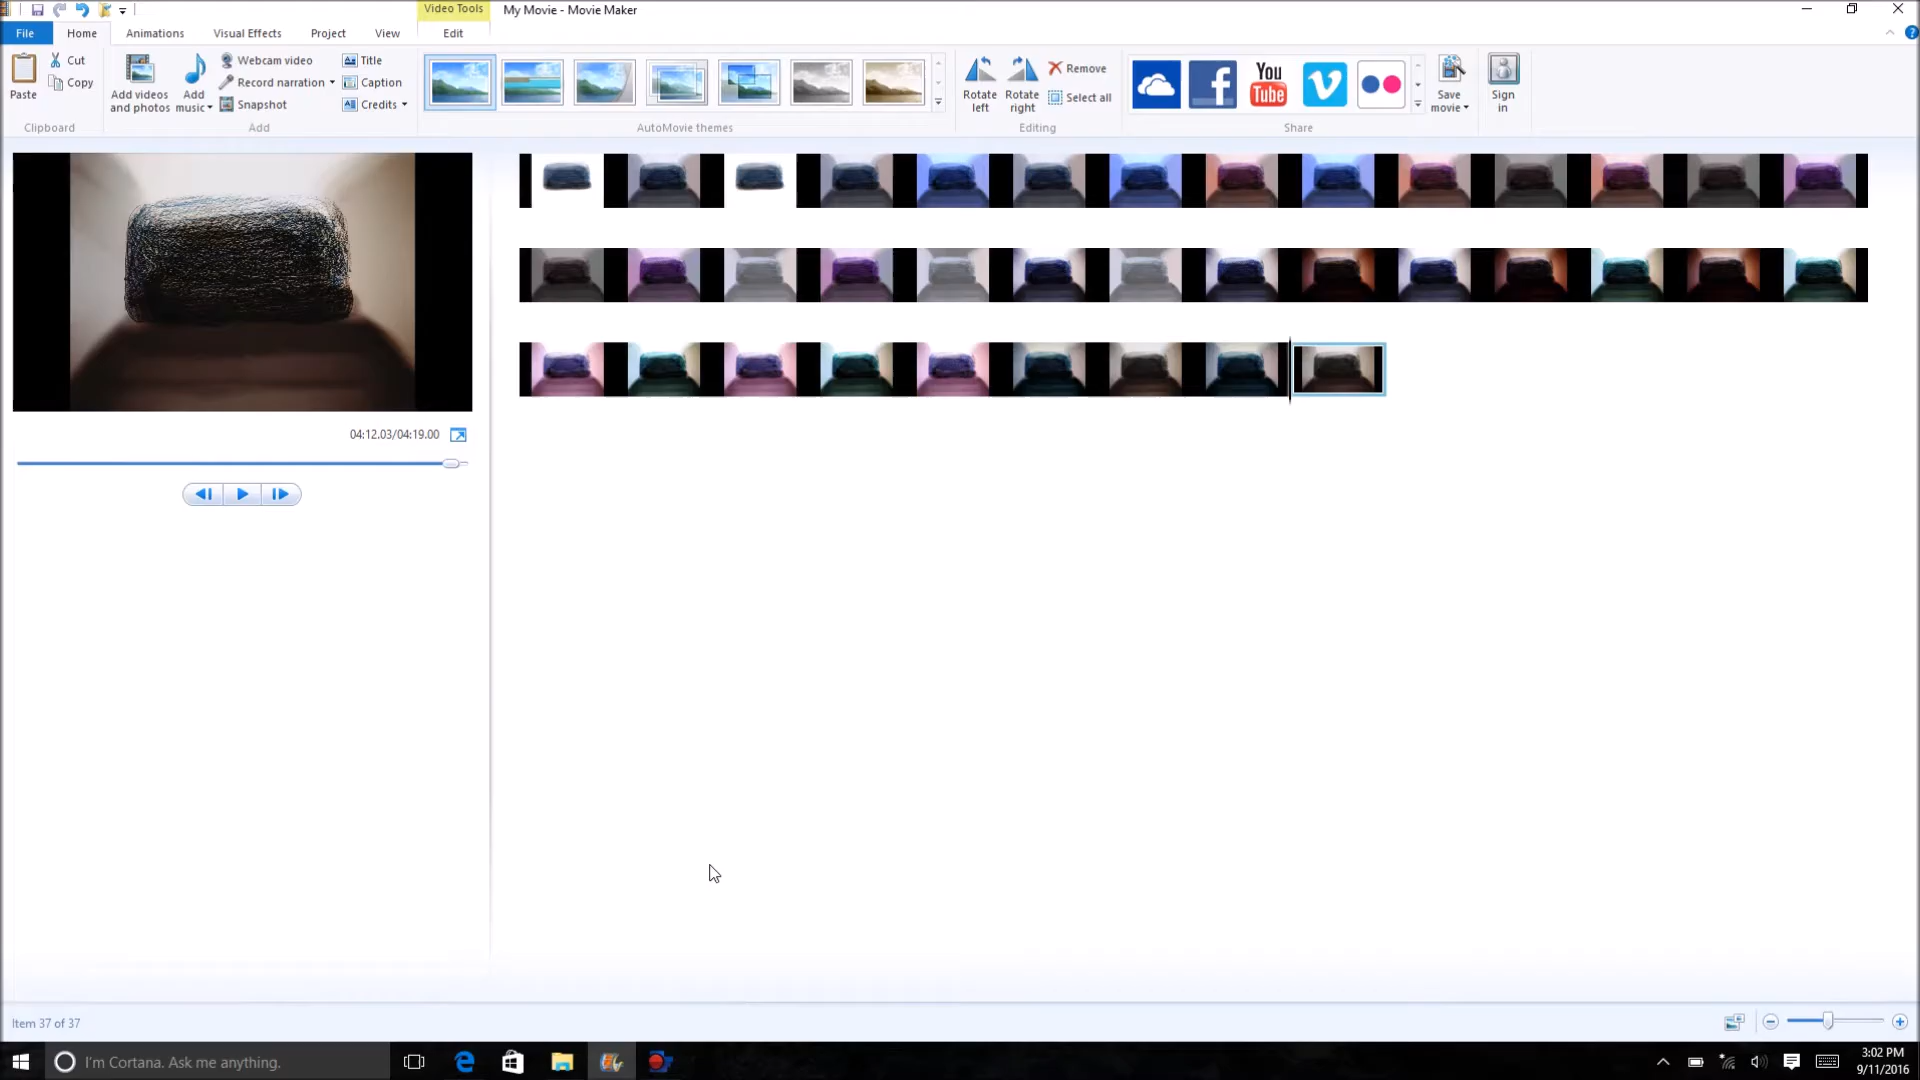 Video Tools
My Movie - Movie Maker
File
Home
Animations
Visual Effects
Project
View
Edit
Paste
Cut
Copy
Clipboard
Add videos
and photos
Add
music
Webcam video
Record narration
Snapshot
Title
Caption
Credits
Add
AutoMovie themes
Rotate
left
Rotate
right
Remove
Select all
Editing
You
Tube
Share
Save
movie
Sign
in
04:12.03/04:19.00
Item 37 of 37
I'm Cortana. Ask me anything.
3:02 PM
9/11/2016